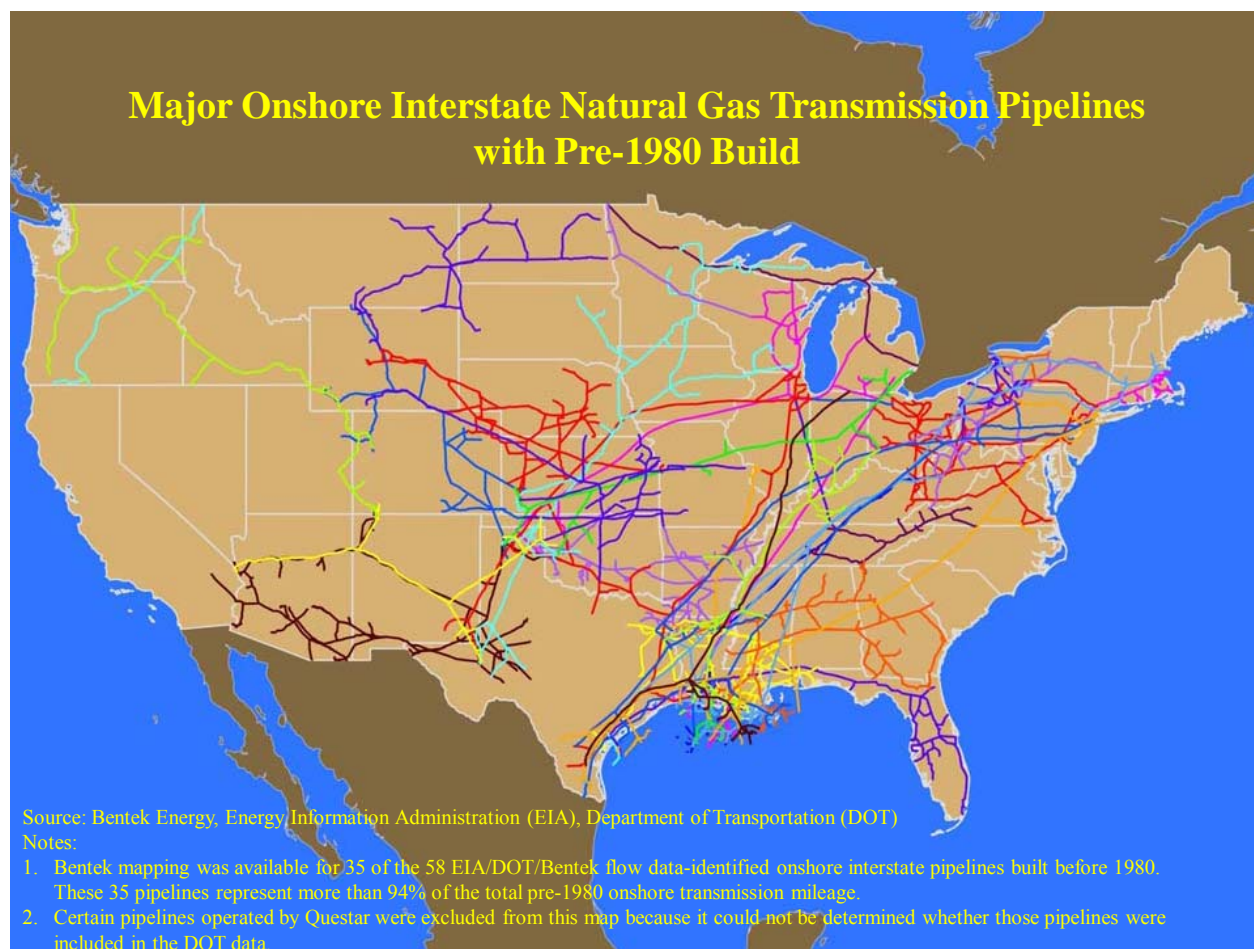 Major Onshore Interstate Natural Gas Transmission Pipelines
with Pre-1980 Build
Source: Bentek Energy, Energy Information Administration (EIA), Department of Transportation (DOT)
Notes:
1. Bentek mapping was available for 35 of the 58 EIA/DOT/Bentek flow data-identified onshore interstate pipelines built before 1980.
These 35 pipelines represent more than 94% of the total pre-1980 onshore transmission mileage.
2. Certain pipelines operated by Questar were excluded from this map because it could not be determined whether those pipelines were
included in the DOT data.